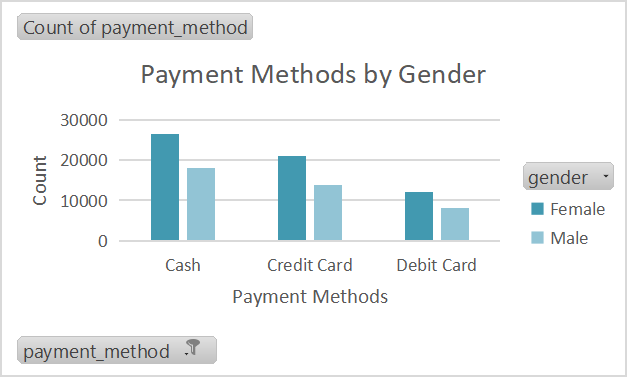 Count of payment_method
Payment Methods by Gender
30000
20000
10000
0
Count
Cash
Credit Card
Debit Card
Payment Methods
gender
Female
Male
payment_method